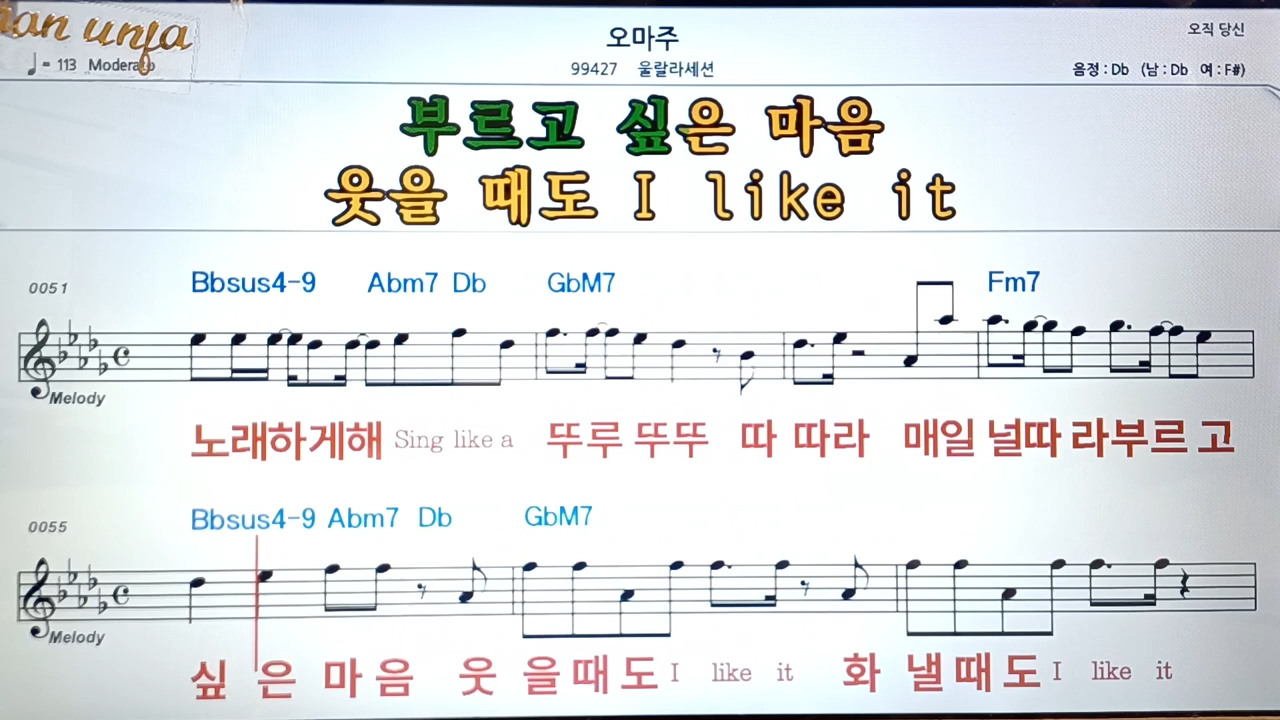 오마주
오직 당신
♩= 113 Moderato
99427 울랄라세션
음정 : Db (남 : Db 여 : F#)
부르고 싶은 마음
웃을 때도 I like it
0051 Bbsus4-9 Abm7 Db GbM7 Fm7
Melody
노래하게해 Sing like a 뚜루 뚜뚜 따 따라 매일 널따 라부르 고
0055 Bbsus4-9 Abm7 Db GbM7
Melody
싶 은 마 음 웃 을 때 도 I like it 화 낼 때 도 I like it